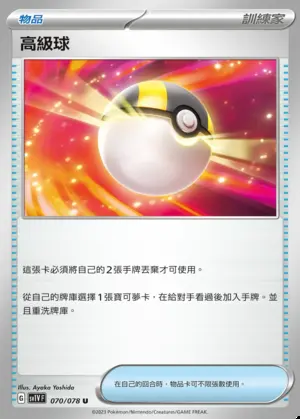 物品
訓練家
高級球
這張卡必須將自己的2張手牌丟棄才可使用。
從自己的牌庫選擇1張寶可夢卡,在給對手看過後加入手牌。並
且重洗牌庫。
Illus. Ayaka Yoshida
G SV1V F 070/078 U
在自己的回合時,物品卡可不限張數使用。
©2023 Pokémon/Nintendo/Creatures/GAME FREAK.